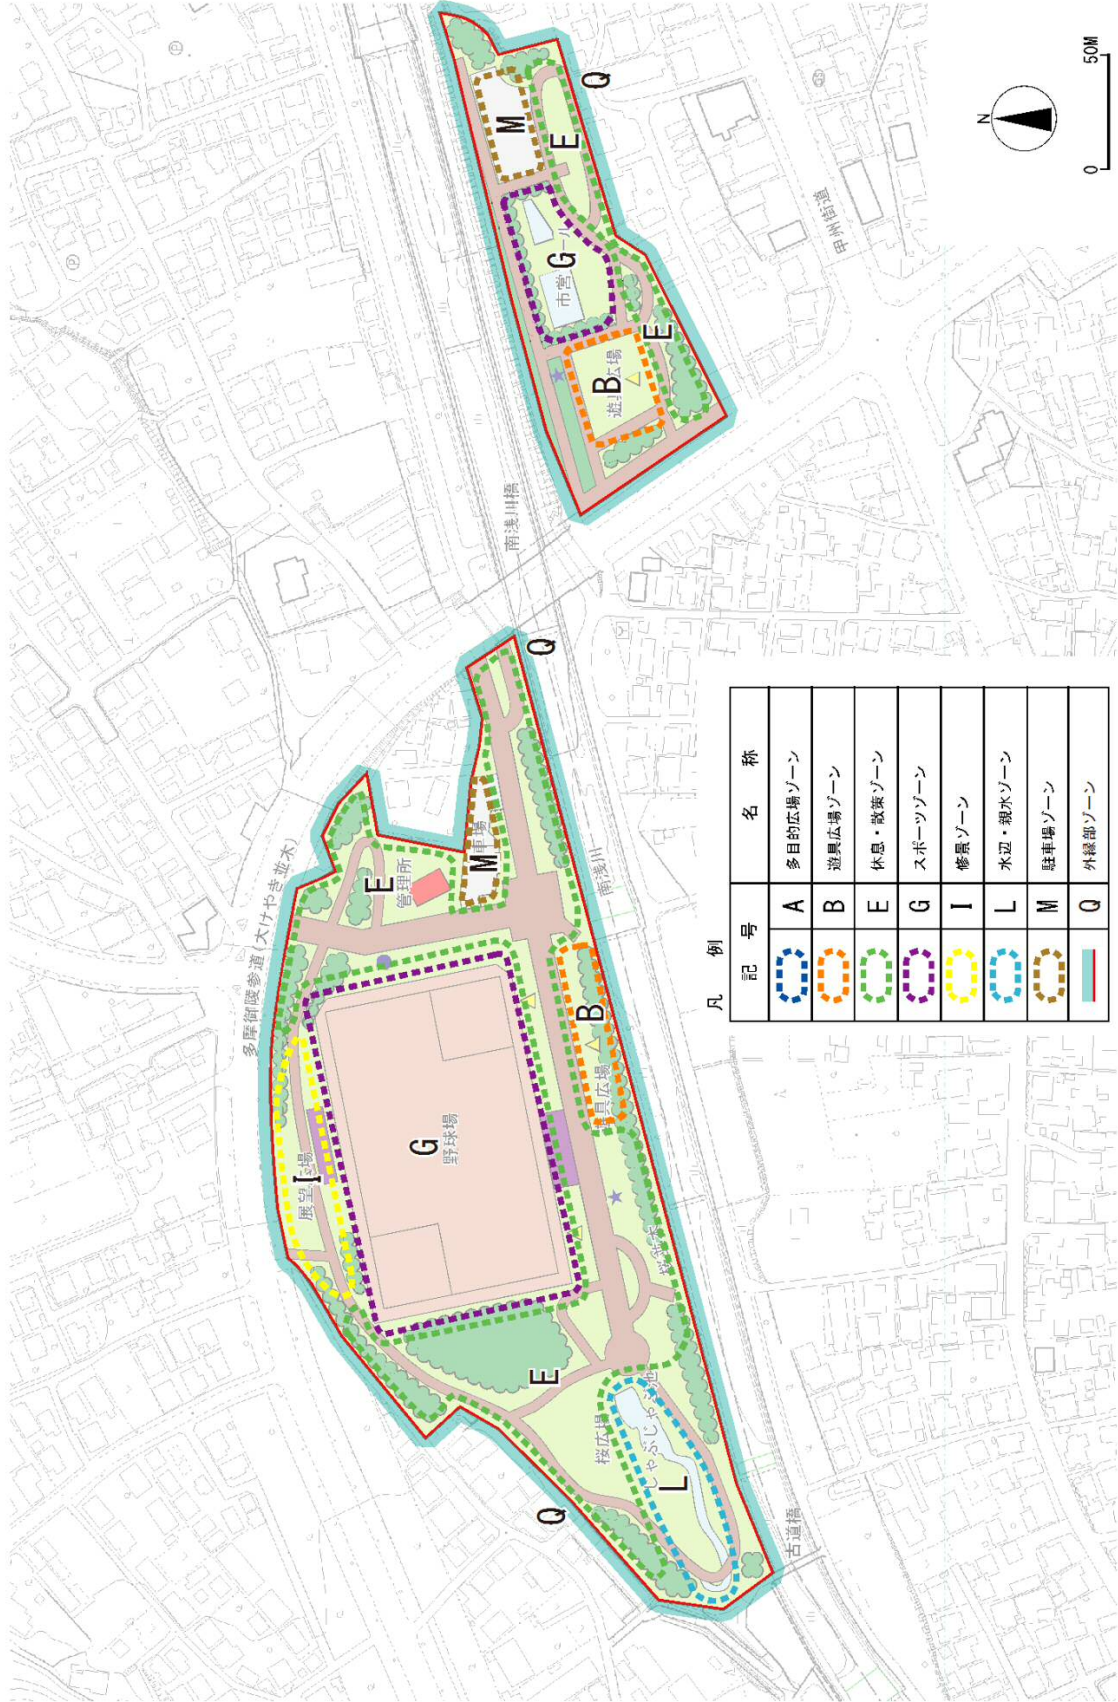 多摩御陵参道(大けやき並木)
展望広場
I
G
野球場
E
管理所
M
駐車場
Q
B
遊具広場
桜並木
E
桜広場
じゃぶじゃぶ池
L
Q
古道橋
南浅川
南浅川橋
M
E
Q
G
市営プール
B
遊具広場
E
甲州街道
N
0 50M
凡 例
記 号 名 称
A 多目的広場ゾーン
B 遊具広場ゾーン
E 休息・散策ゾーン
G スポーツゾーン
I 修景ゾーン
L 水辺・親水ゾーン
M 駐車場ゾーン
Q 外縁部ゾーン